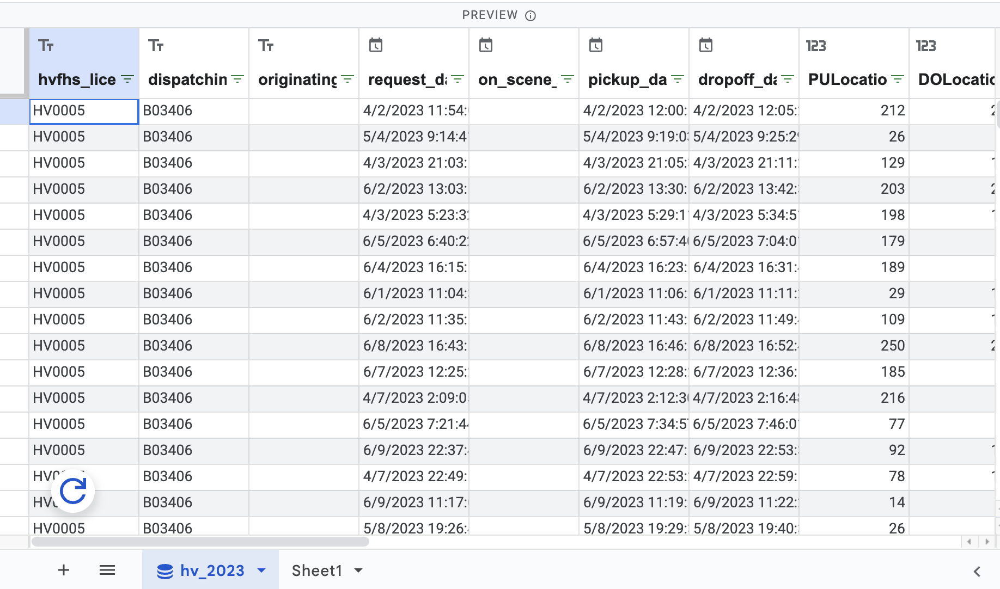 PREVIEW
hvfhs_lice dispatchin originating request_da on_scene_ pickup_da dropoff_da PULocatio DOLocatio
HV0005 B03406 4/2/2023 11:54: 4/2/2023 12:00: 4/2/2023 12:05: 212
HV0005 B03406 5/4/2023 9:14:4 5/4/2023 9:19:0 5/4/2023 9:25:2 26
HV0005 B03406 4/3/2023 21:03: 4/3/2023 21:05: 4/3/2023 21:11: 129
HV0005 B03406 6/2/2023 13:03: 6/2/2023 13:30: 6/2/2023 13:42: 203
HV0005 B03406 4/3/2023 5:23:3 4/3/2023 5:29:1 4/3/2023 5:34:5 198
HV0005 B03406 6/5/2023 6:40:2 6/5/2023 6:57:4 6/5/2023 7:04:0 179
HV0005 B03406 6/4/2023 16:15: 6/4/2023 16:23: 6/4/2023 16:31: 189
HV0005 B03406 6/1/2023 11:04: 6/1/2023 11:06: 6/1/2023 11:11: 29
HV0005 B03406 6/2/2023 11:35: 6/2/2023 11:43: 6/2/2023 11:49: 109
HV0005 B03406 6/8/2023 16:43: 6/8/2023 16:46: 6/8/2023 16:52: 250
HV0005 B03406 6/7/2023 12:25: 6/7/2023 12:28: 6/7/2023 12:36: 185
HV0005 B03406 4/7/2023 2:09:0 4/7/2023 2:12:3 4/7/2023 2:16:4 216
HV0005 B03406 6/5/2023 7:21:4 6/5/2023 7:34:5 6/5/2023 7:46:0 77
HV0005 B03406 6/9/2023 22:37: 6/9/2023 22:47: 6/9/2023 22:53: 92
HV0 B03406 4/7/2023 22:49: 4/7/2023 22:53: 4/7/2023 22:59: 78
HV B03406 6/9/2023 11:17: 6/9/2023 11:19: 6/9/2023 11:22: 14
HV0005 B03406 5/8/2023 19:26: 5/8/2023 19:29: 5/8/2023 19:40: 26
hv_2023 Sheet1